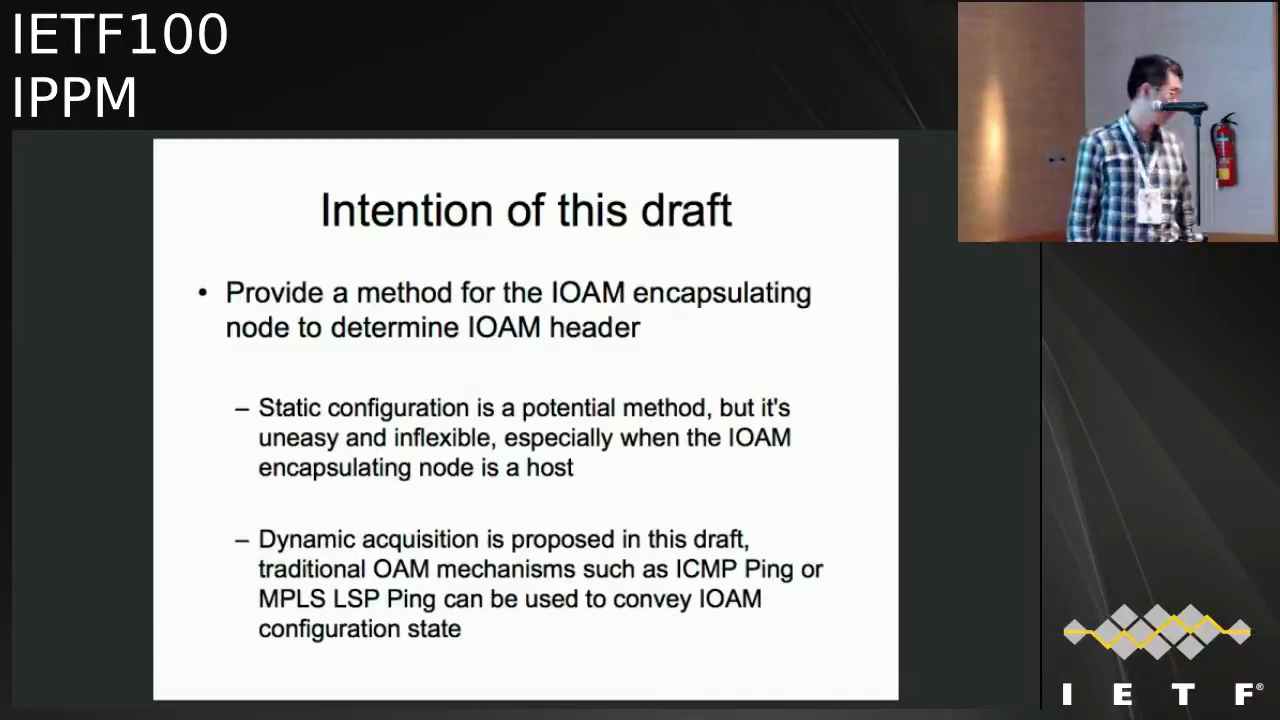 IETF100
IPPM
Intention of this draft
• Provide a method for the IOAM encapsulating
node to determine IOAM header
– Static configuration is a potential method, but it's
uneasy and inflexible, especially when the IOAM
encapsulating node is a host
– Dynamic acquisition is proposed in this draft,
traditional OAM mechanisms such as ICMP Ping or
MPLS LSP Ping can be used to convey IOAM
configuration state
I E T F®